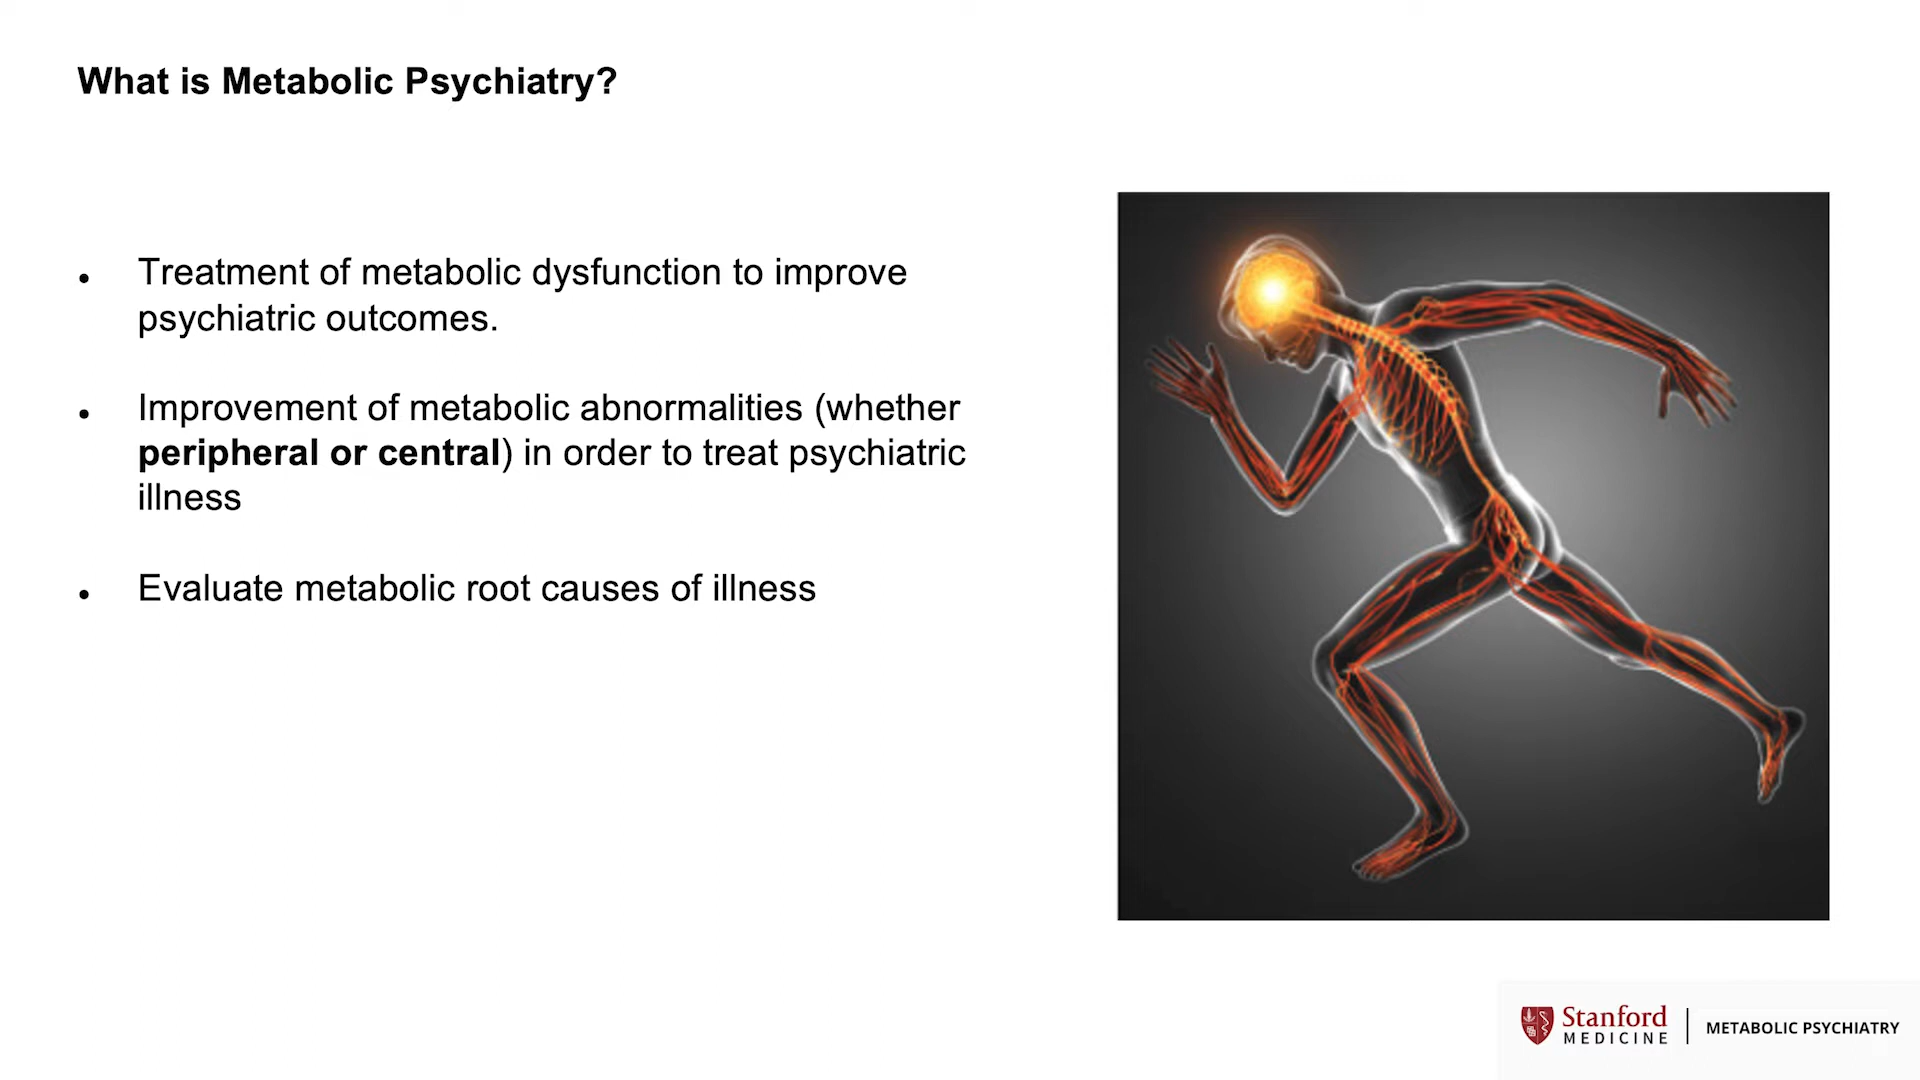 What is Metabolic Psychiatry?
• Treatment of metabolic dysfunction to improve
psychiatric outcomes.
• Improvement of metabolic abnormalities (whether
peripheral or central) in order to treat psychiatric
illness
• Evaluate metabolic root causes of illness
Stanford
MEDICINE
METABOLIC PSYCHIATRY